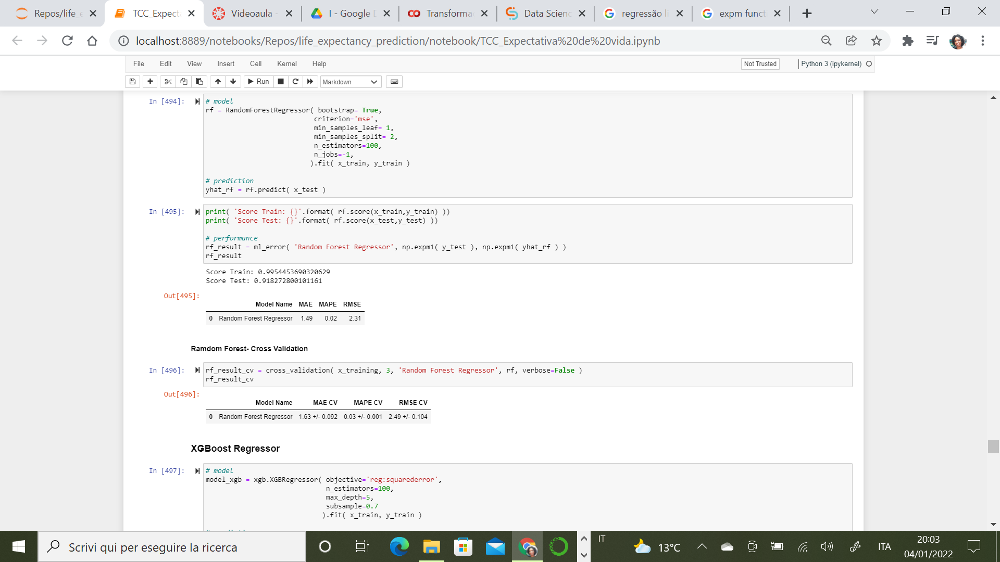 Repos/life_e
TCC_Expecta
Videoaula -
I - Google D
Transforma
Data Scienc
regressão li
expm functi
localhost:8889/notebooks/Repos/life_expectancy_prediction/notebook/TCC_Expectativa%20de%20vida.ipynb
File Edit View Insert Cell Kernel Help
Not Trusted
Python 3 (ipykernel)
Run
Markdown
In [494]:
# model
rf = RandomForestRegressor( bootstrap= True,
criterion='mse',
min_samples_leaf= 1,
min_samples_split= 2,
n_estimators=100,
n_jobs=-1,
).fit( x_train, y_train )
# prediction
yhat_rf = rf.predict( x_test )
In [495]:
print( 'Score Train: {}'.format( rf.score(x_train,y_train) ))
print( 'Score Test: {}'.format( rf.score(x_test,y_test) ))
# performance
rf_result = ml_error( 'Random Forest Regressor', np.expm1( y_test ), np.expm1( yhat_rf ) )
rf_result
Score Train: 0.9954453690320629
Score Test: 0.918272800101161
Out[495]:
Model Name MAE MAPE RMSE
0 Random Forest Regressor 1.49 0.02 2.31
Ramdom Forest- Cross Validation
In [496]:
rf_result_cv = cross_validation( x_training, 3, 'Random Forest Regressor', rf, verbose=False )
rf_result_cv
Out[496]:
Model Name MAE CV MAPE CV RMSE CV
0 Random Forest Regressor 1.63 +/- 0.092 0.03 +/- 0.001 2.49 +/- 0.104
XGBoost Regressor
In [497]:
# model
model_xgb = xgb.XGBRegressor( objective='reg:squarederror',
n_estimators=100,
max_depth=5,
subsample=0.7
).fit( x_train, y_train )
Scrivi qui per eseguire la ricerca
IT
13°C
ITA
20:03
04/01/2022